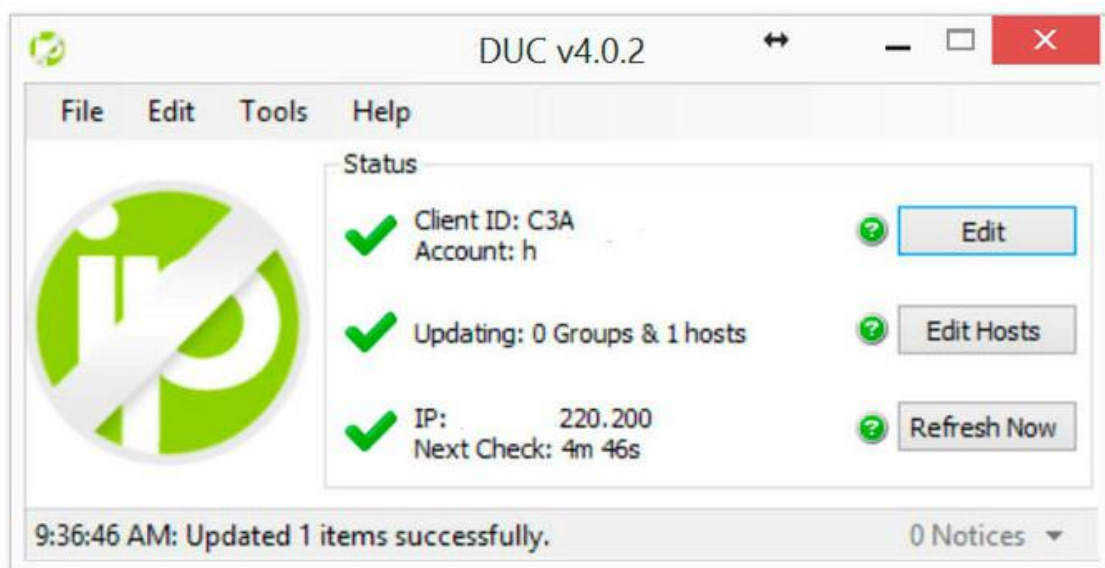 DUC v4.0.2
File Edit Tools Help
Status
ip
Client ID: C3A
Account: h
Edit
Updating: 0 Groups & 1 hosts
Edit Hosts
IP: 220.200
Next Check: 4m 46s
Refresh Now
9:36:46 AM: Updated 1 items successfully.
0 Notices